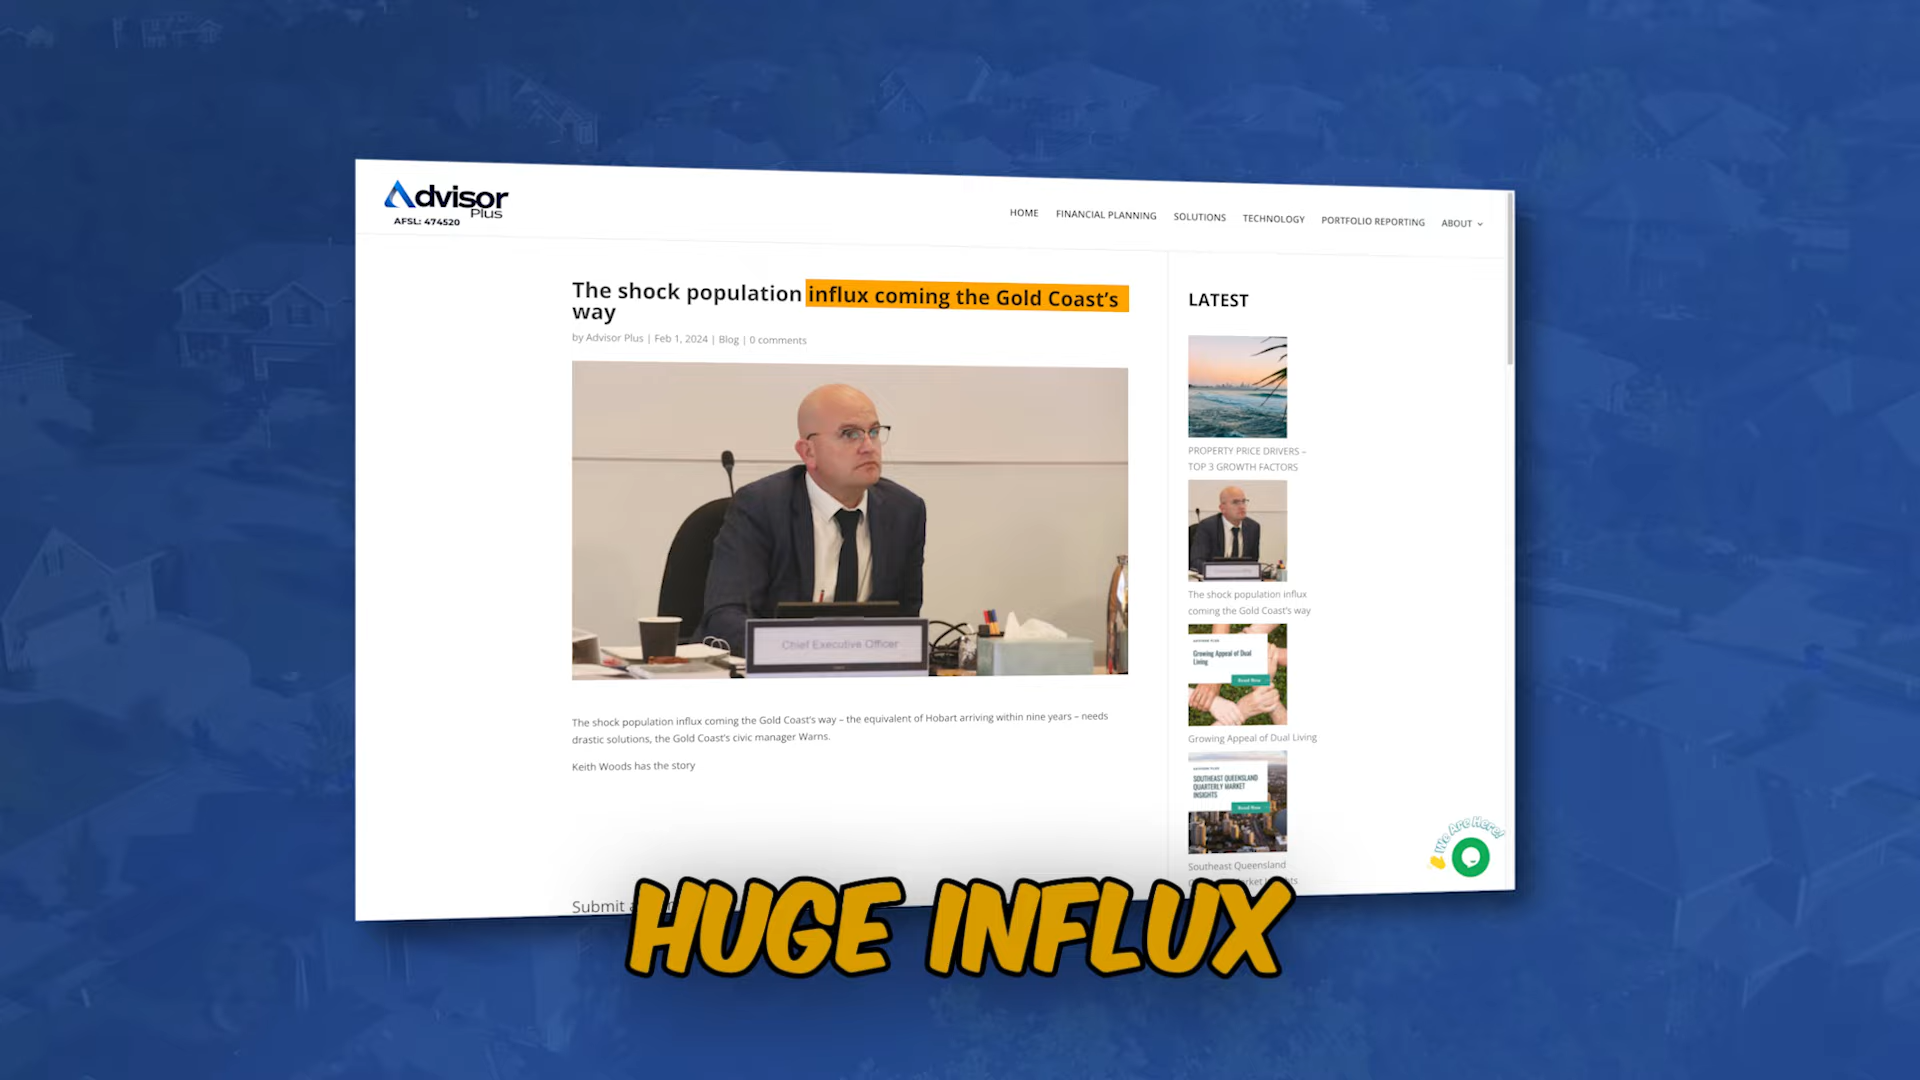 Advisor
Plus
AFSL: 474520
HOME FINANCIAL PLANNING SOLUTIONS TECHNOLOGY PORTFOLIO REPORTING ABOUT
The shock population influx coming the Gold Coast's
way
by Advisor Plus | Feb 1, 2024 | Blog | 0 comments
Chief Executive Officer
The shock population influx coming the Gold Coast's way – the equivalent of Hobart arriving within nine years – needs
drastic solutions, the Gold Coast's civic manager Warns.
Keith Woods has the story
Submit a
LATEST
PROPERTY PRICE DRIVERS –
TOP 3 GROWTH FACTORS
The shock population influx
coming the Gold Coast's way
Growing Appeal of Dual
Living
Read Now
Growing Appeal of Dual Living
SOUTHEAST QUEENSLAND
QUARTERLY MARKET
INSIGHTS
Read Now
Southeast Queensland
We Are Here!
HUGE INFLUX